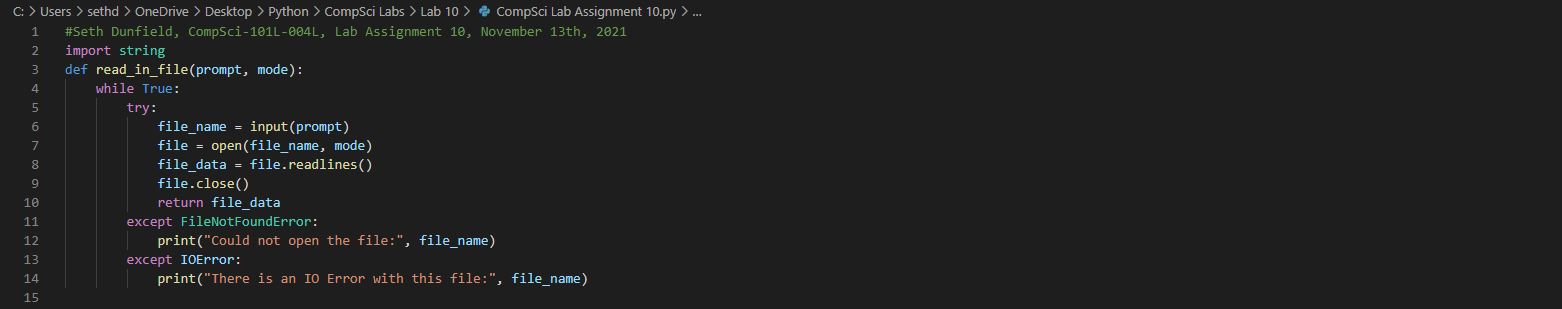 C: > Users > sethd > OneDrive > Desktop > Python > CompSci Labs > Lab 10 > CompSci Lab Assignment 10.py > ...
1 #Seth Dunfield, CompSci-101L-004L, Lab Assignment 10, November 13th, 2021
2 import string
3 def read_in_file(prompt, mode):
4     while True:
5         try:
6             file_name = input(prompt)
7             file = open(file_name, mode)
8             file_data = file.readlines()
9             file.close()
10             return file_data
11         except FileNotFoundError:
12             print("Could not open the file:", file_name)
13         except IOError:
14             print("There is an IO Error with this file:", file_name)
15